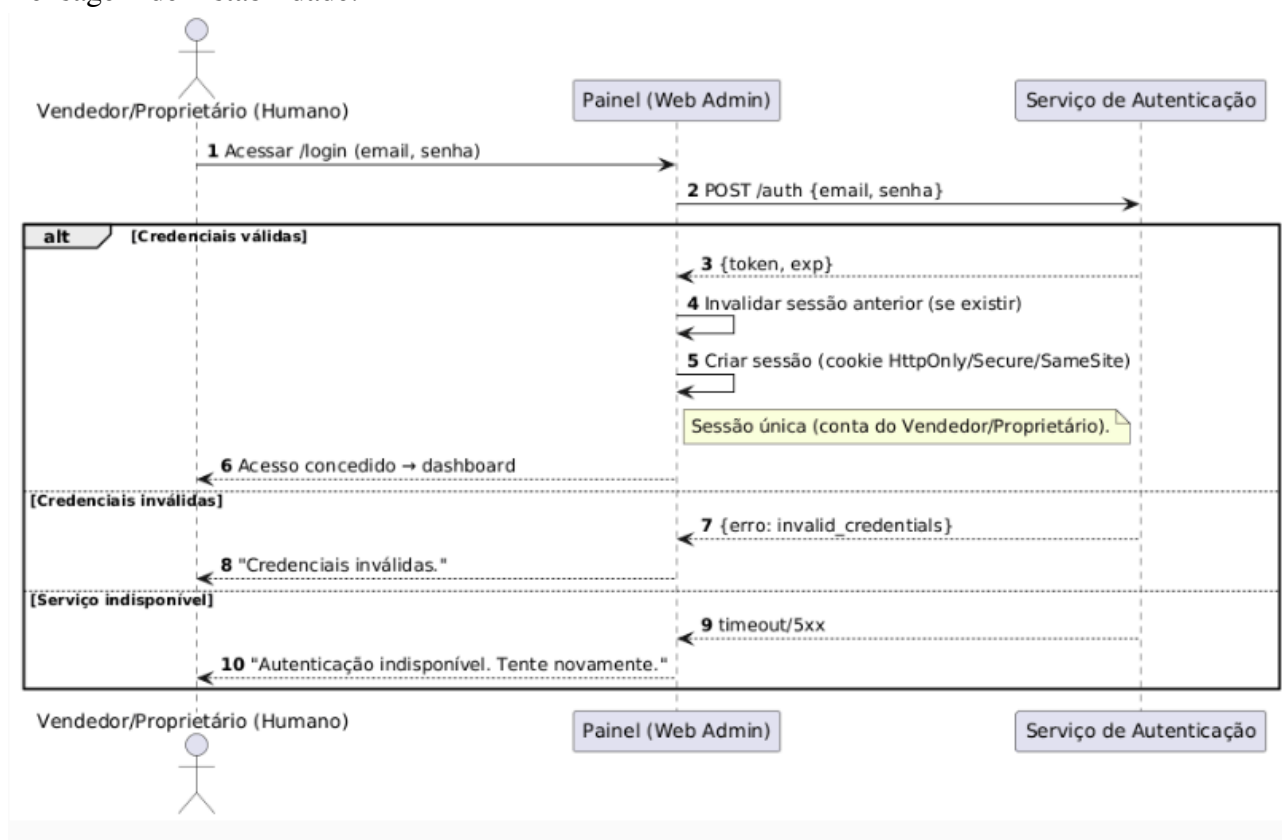 Vendedor/Proprietário (Humano)
Painel (Web Admin)
Serviço de Autenticação
1 Acessar /login (email, senha)
2 POST /auth {email, senha}
alt [Credenciais válidas]
3 {token, exp}
4 Invalidar sessão anterior (se existir)
5 Criar sessão (cookie HttpOnly/Secure/SameSite)
Sessão única (conta do Vendedor/Proprietário).
6 Acesso concedido → dashboard
[Credenciais inválidas]
7 {erro: invalid_credentials}
8 "Credenciais inválidas."
[Serviço indisponível]
9 timeout/5xx
10 "Autenticação indisponível. Tente novamente."
Vendedor/Proprietário (Humano)
Painel (Web Admin)
Serviço de Autenticação